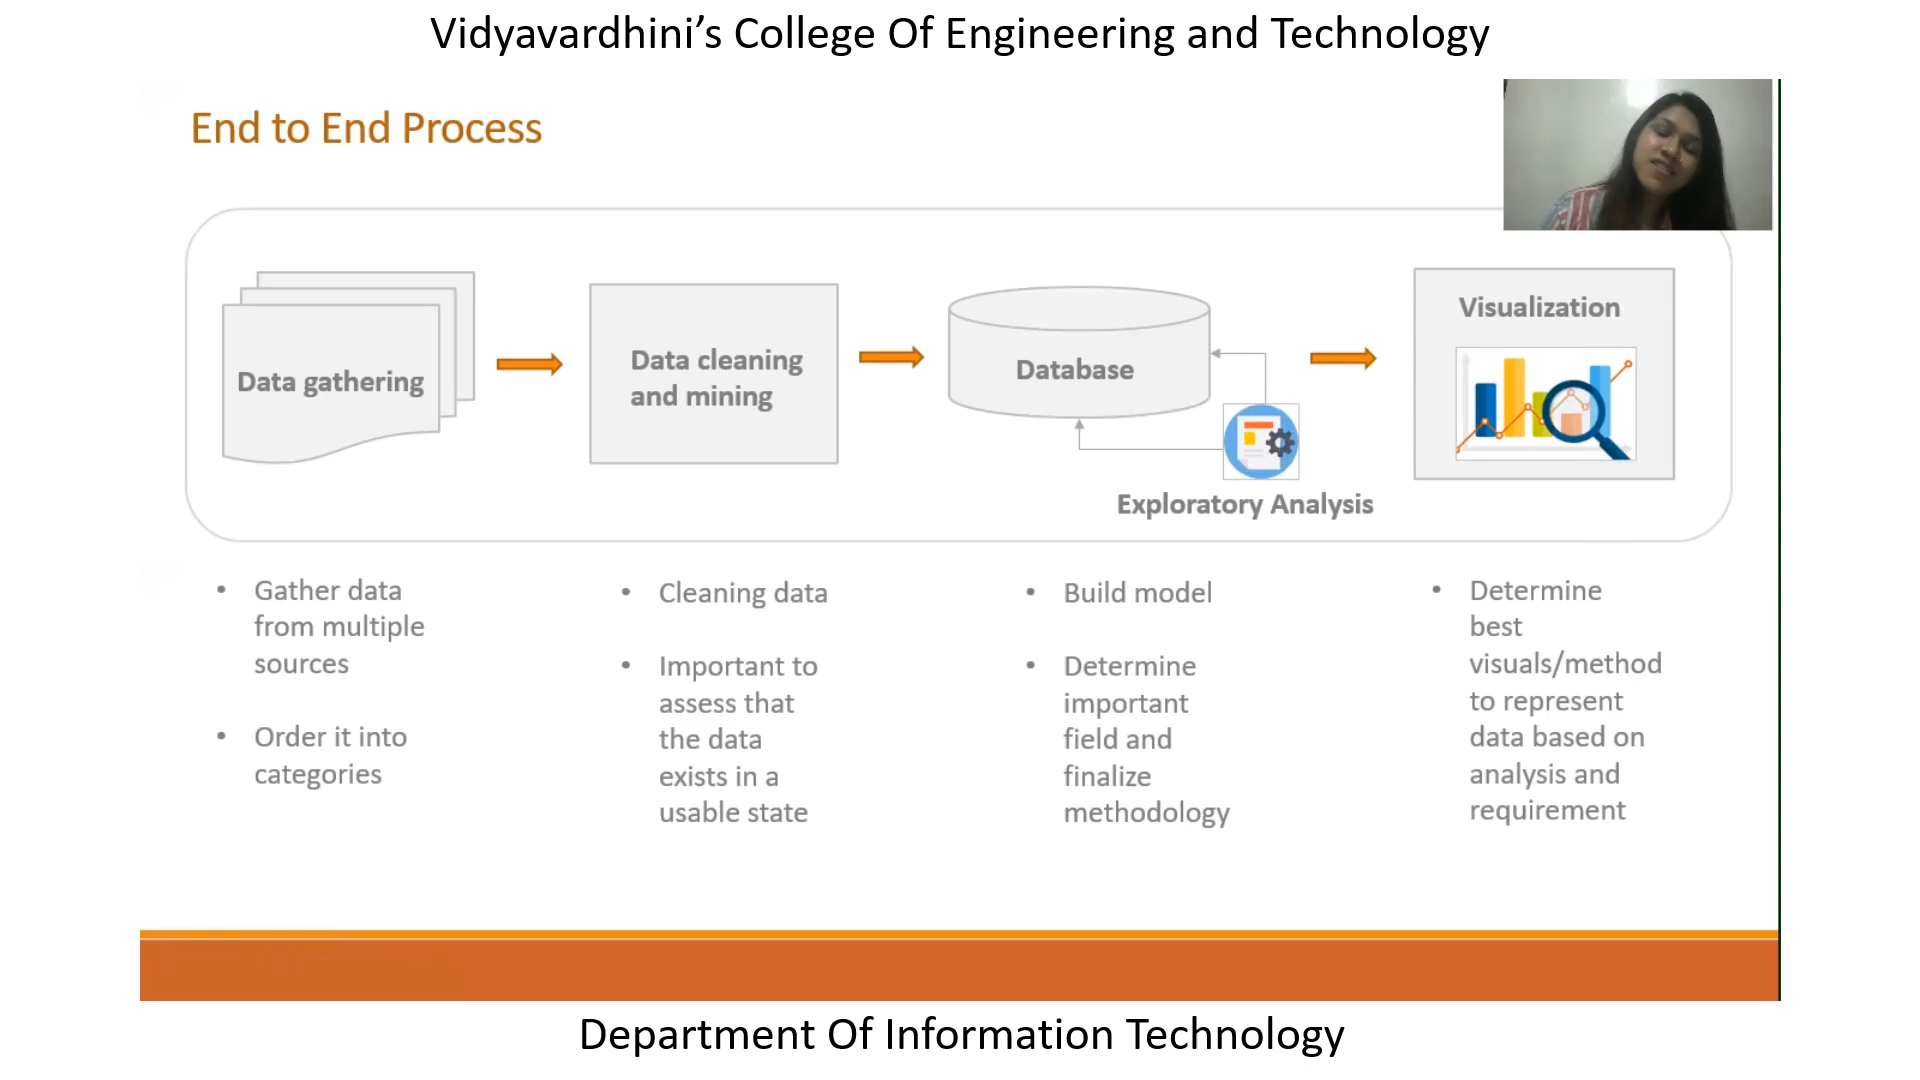 Vidyavardhini’s College Of Engineering and Technology
End to End Process
Data gathering
Data cleaning
and mining
Database
Exploratory Analysis
Visualization
• Gather data
from multiple
sources
• Order it into
categories
• Cleaning data
• Important to
assess that
the data
exists in a
usable state
• Build model
• Determine
important
field and
finalize
methodology
• Determine
best
visuals/method
to represent
data based on
analysis and
requirement
Department Of Information Technology